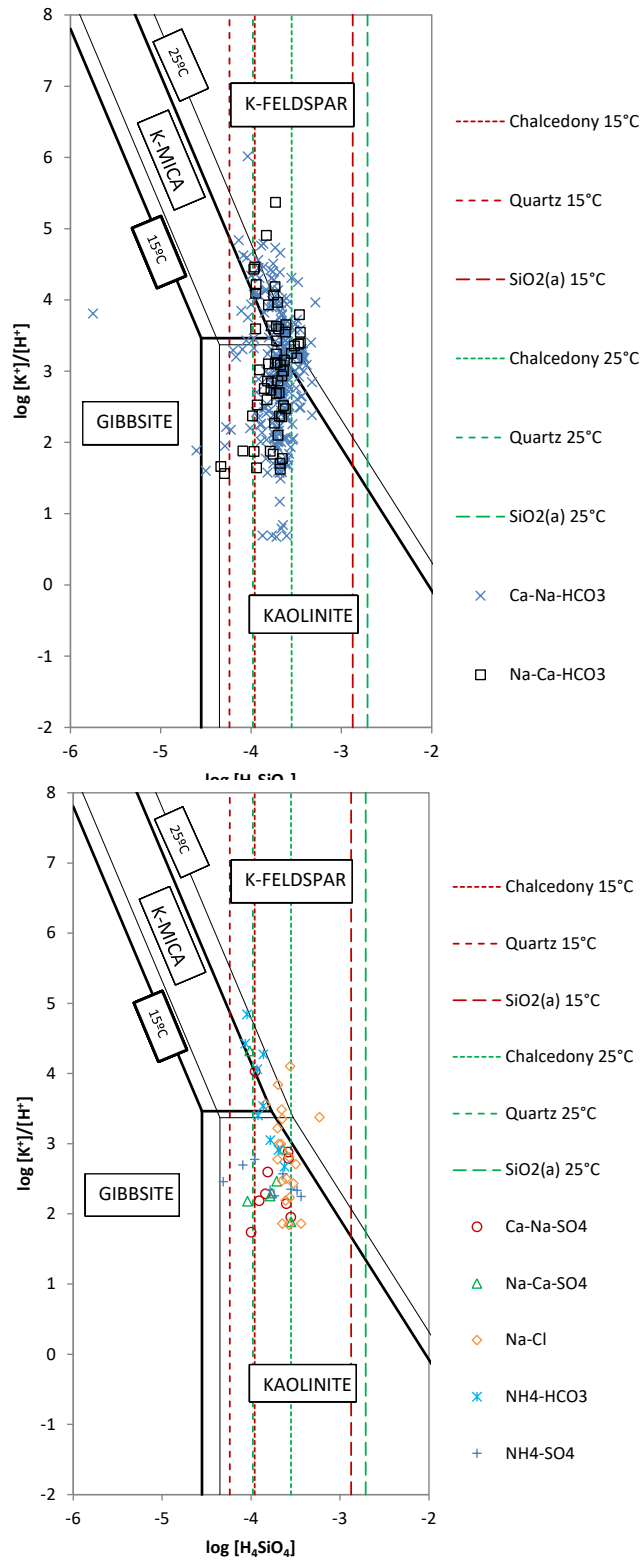 8
7
6
5
4
3
2
1
0
-1
-2
-6
-5
-4
-3
-2
log [K+]/[H+]
25ºC
K-FELDSPAR
K-MICA
15ºC
GIBBSITE
KAOLINITE
Chalcedony 15°C
Quartz 15°C
SiO2(a) 15°C
Chalcedony 25°C
Quartz 25°C
SiO2(a) 25°C
Ca-Na-HCO3
Na-Ca-HCO3
8
7
6
5
4
3
2
1
0
-1
-2
-6
-5
-4
-3
-2
log [K+]/[H+]
log [H₄SiO₄]
25ºC
K-FELDSPAR
K-MICA
15ºC
GIBBSITE
KAOLINITE
Chalcedony 15°C
Quartz 15°C
SiO2(a) 15°C
Chalcedony 25°C
Quartz 25°C
SiO2(a) 25°C
Ca-Na-SO4
Na-Ca-SO4
Na-Cl
NH4-HCO3
NH4-SO4